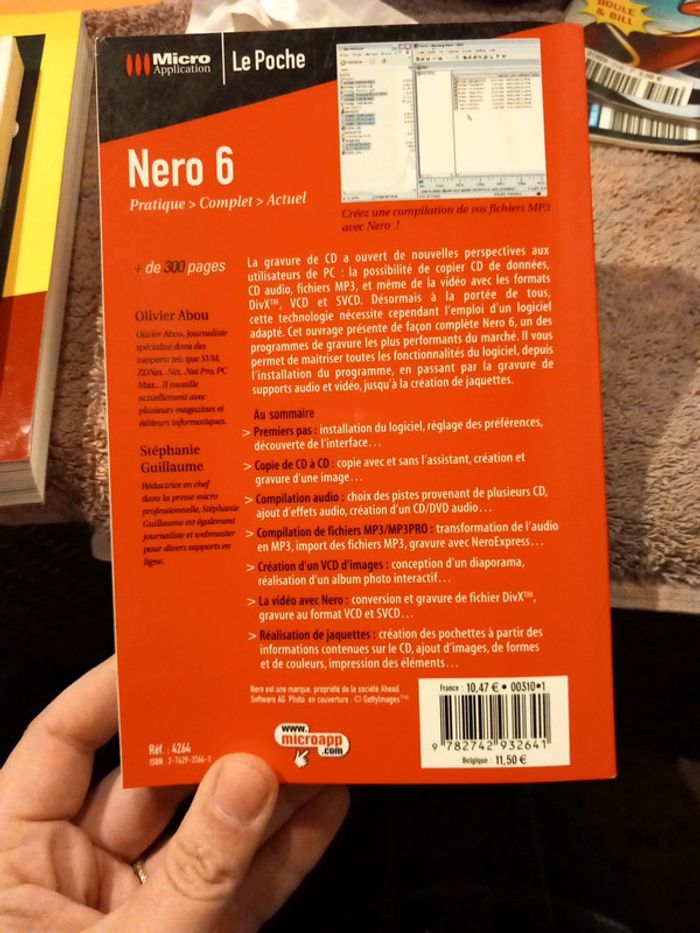 BOULE
& BILL
Micro
Application
Le Poche
Nero 6
Pratique > Complet > Actuel
Créez une compilation de vos fichiers MP3
avec Nero !
+ de 300 pages
Olivier Abou
Olivier Abou, journaliste
spécialisé dans des
supports tels que SVM,
ZDNet, .Net, .Net Pro, PC
Max... Il travaille
actuellement avec
plusieurs magazines et
éditeurs informatiques.
Stéphanie
Guillaume
Rédactrice en chef
dans la presse micro
professionnelle, Stéphanie
Guillaume est également
journaliste et webmaster
pour divers supports en
ligne.
La gravure de CD a ouvert de nouvelles perspectives aux
utilisateurs de PC : la possibilité de copier CD de données,
CD audio, fichiers MP3, et même de la vidéo avec les formats
DivX™, VCD et SVCD. Désormais à la portée de tous,
cette technologie nécessite cependant l'emploi d'un logiciel
adapté. Cet ouvrage présente de façon complète Nero 6, un des
programmes de gravure les plus performants du marché. Il vous
permet de maîtriser toutes les fonctionnalités du logiciel, depuis
l'installation du programme, en passant par la gravure de
supports audio et vidéo, jusqu'à la création de jaquettes.
Au sommaire
> Premiers pas : installation du logiciel, réglage des préférences,
découverte de l'interface...
> Copie de CD à CD : copie avec et sans l'assistant, création et
gravure d'une image...
> Compilation audio : choix des pistes provenant de plusieurs CD,
ajout d'effets audio, création d'un CD/DVD audio...
> Compilation de fichiers MP3/MP3PRO : transformation de l'audio
en MP3, import des fichiers MP3, gravure avec NeroExpress...
> Création d'un VCD d'images : conception d'un diaporama,
réalisation d'un album photo interactif...
> La vidéo avec Nero : conversion et gravure de fichier DivX™,
gravure au format VCD et SVCD...
> Réalisation de jaquettes : création des pochettes à partir des
informations contenues sur le CD, ajout d'images, de formes
et de couleurs, impression des éléments...
Nero est une marque, propriété de la société Ahead
Software AG. Photo en couverture : © GettyImages™
www.
microapp
.com
Réf. : 4264
ISBN : 2-7429-3264-X
France : 10,47 € • 00310•1
9 782742 932641
Belgique : 11,50 €